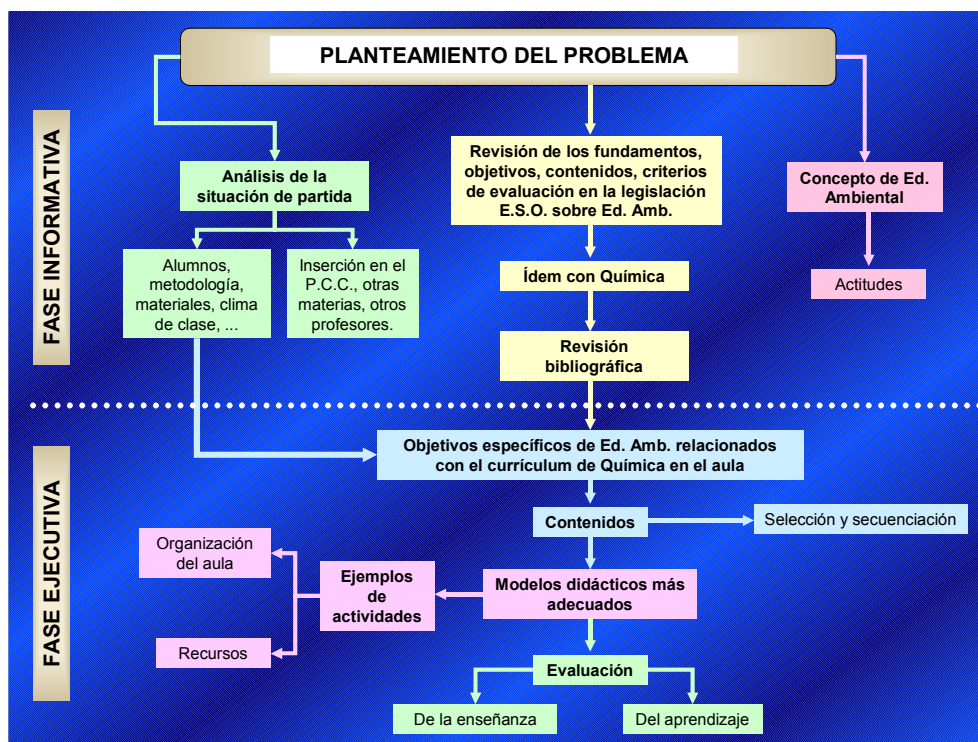 PLANTEAMIENTO DEL PROBLEMA
FASE INFORMATIVA
Análisis de la
situación de partida
Alumnos,
metodología,
materiales, clima
de clase, ...
Inserción en el
P.C.C., otras
materias, otros
profesores.
Revisión de los fundamentos,
objetivos, contenidos, criterios
de evaluación en la legislación
E.S.O. sobre Ed. Amb.
Ídem con Química
Revisión
bibliográfica
Concepto de Ed.
Ambiental
Actitudes
FASE EJECUTIVA
Objetivos específicos de Ed. Amb. relacionados
con el currículum de Química en el aula
Contenidos
Selección y secuenciación
Modelos didácticos más
adecuados
Ejemplos
de
actividades
Organización
del aula
Recursos
Evaluación
De la enseñanza
Del aprendizaje